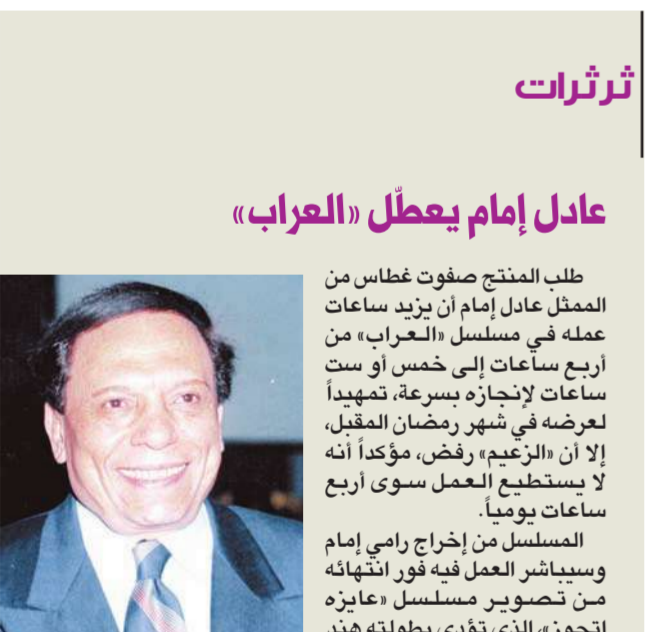 ثرثرات
عادل إمام يعطّل «العراب»
طلب المنتج صفوت غطاس من
الممثل عادل إمام أن يزيد ساعات
عمله في مسلسل «العراب» من
أربع ساعات إلى خمس أو ست
ساعات لإنجازه بسرعة، تمهيداً
لعرضه في شهر رمضان المقبل،
إلا أن «الزعيم» رفض، مؤكداً أنه
لا يستطيع العمل سوى أربع
ساعات يومياً.
المسلسل من إخراج رامي إمام
وسيباشر العمل فيه فور انتهائه
من تصوير مسلسل «عايزه
اتجوز» الذي تؤدي بطولته هند